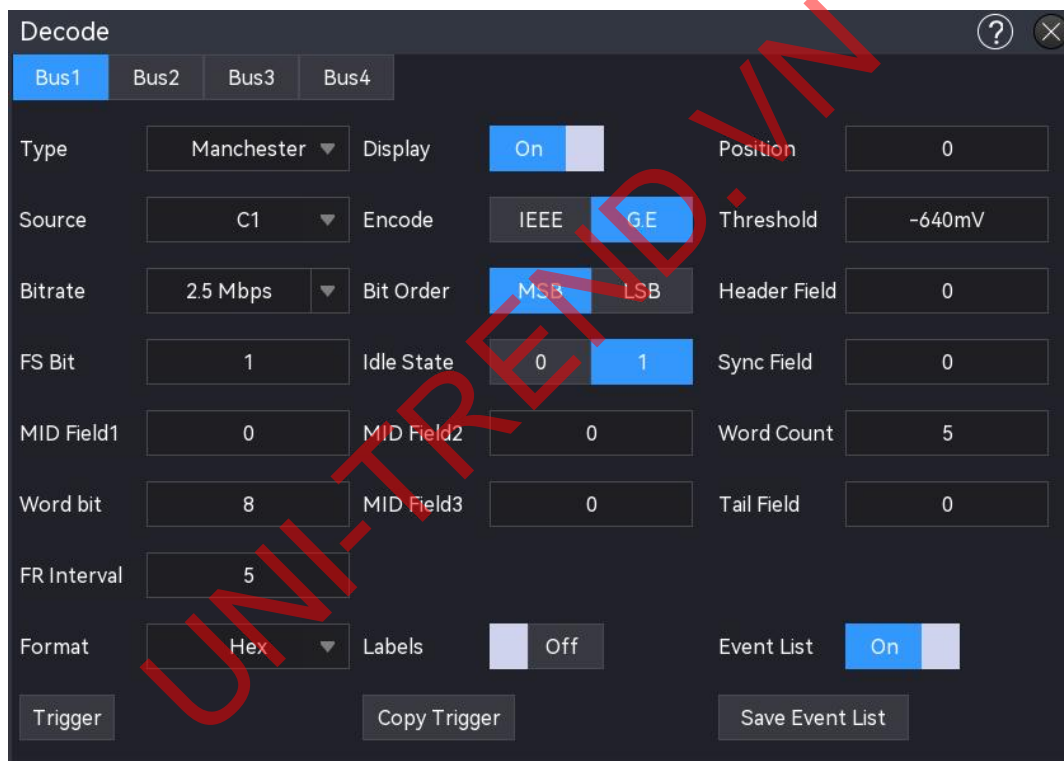 Decode ?
Bus1 Bus2 Bus3 Bus4
Type Manchester Display On Position 0
Source C1 Encode IEEE G.E Threshold -640mV
Bitrate 2.5 Mbps Bit Order MSB LSB Header Field 0
FS Bit 1 Idle State 0 1 Sync Field 0
MID Field1 0 MID Field2 0 Word Count 5
Word bit 8 MID Field3 0 Tail Field 0
FR Interval 5
Format Hex Labels Off Event List On
Trigger Copy Trigger Save Event List
UNI-TREND.VN